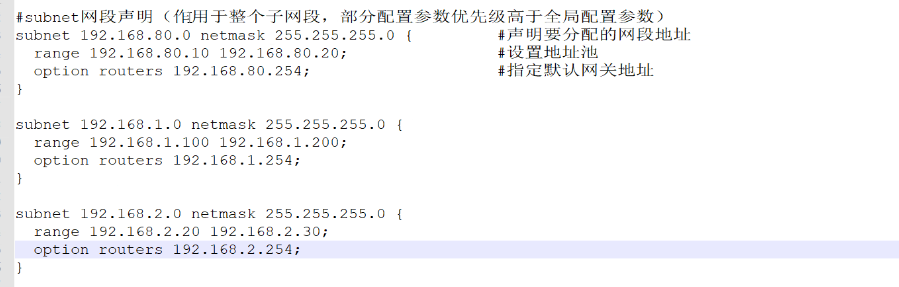 #subnet网段声明（作用于整个子网段，部分配置参数优先级高于全局配置参数）
subnet 192.168.80.0 netmask 255.255.255.0 { #声明要分配的网段地址
range 192.168.80.10 192.168.80.20; #设置地址池
option routers 192.168.80.254; #指定默认网关地址
}
subnet 192.168.1.0 netmask 255.255.255.0 {
range 192.168.1.100 192.168.1.200;
option routers 192.168.1.254;
}
subnet 192.168.2.0 netmask 255.255.255.0 {
range 192.168.2.20 192.168.2.30;
option routers 192.168.2.254;
}